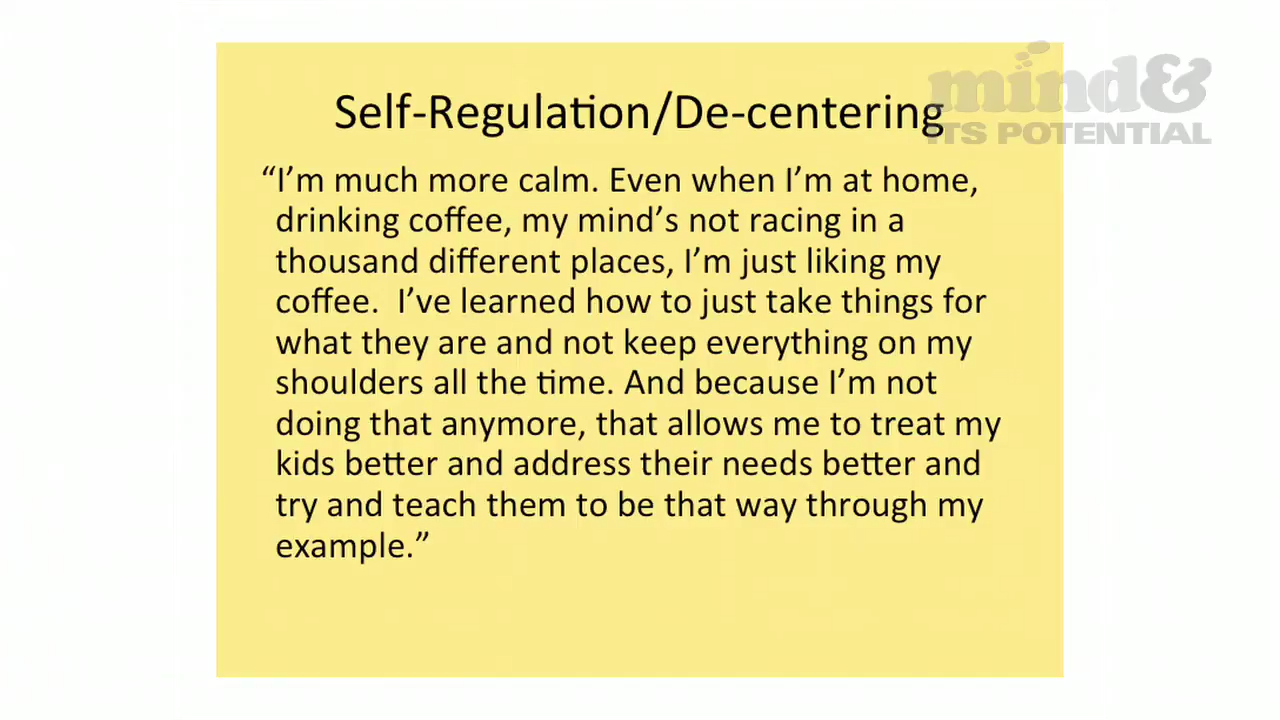 Self-Regulation/De-centering
mind&
ITS POTENTIAL
“I’m much more calm. Even when I’m at home,
drinking coffee, my mind’s not racing in a
thousand different places, I’m just liking my
coffee.  I’ve learned how to just take things for
what they are and not keep everything on my
shoulders all the time. And because I’m not
doing that anymore, that allows me to treat my
kids better and address their needs better and
try and teach them to be that way through my
example.”